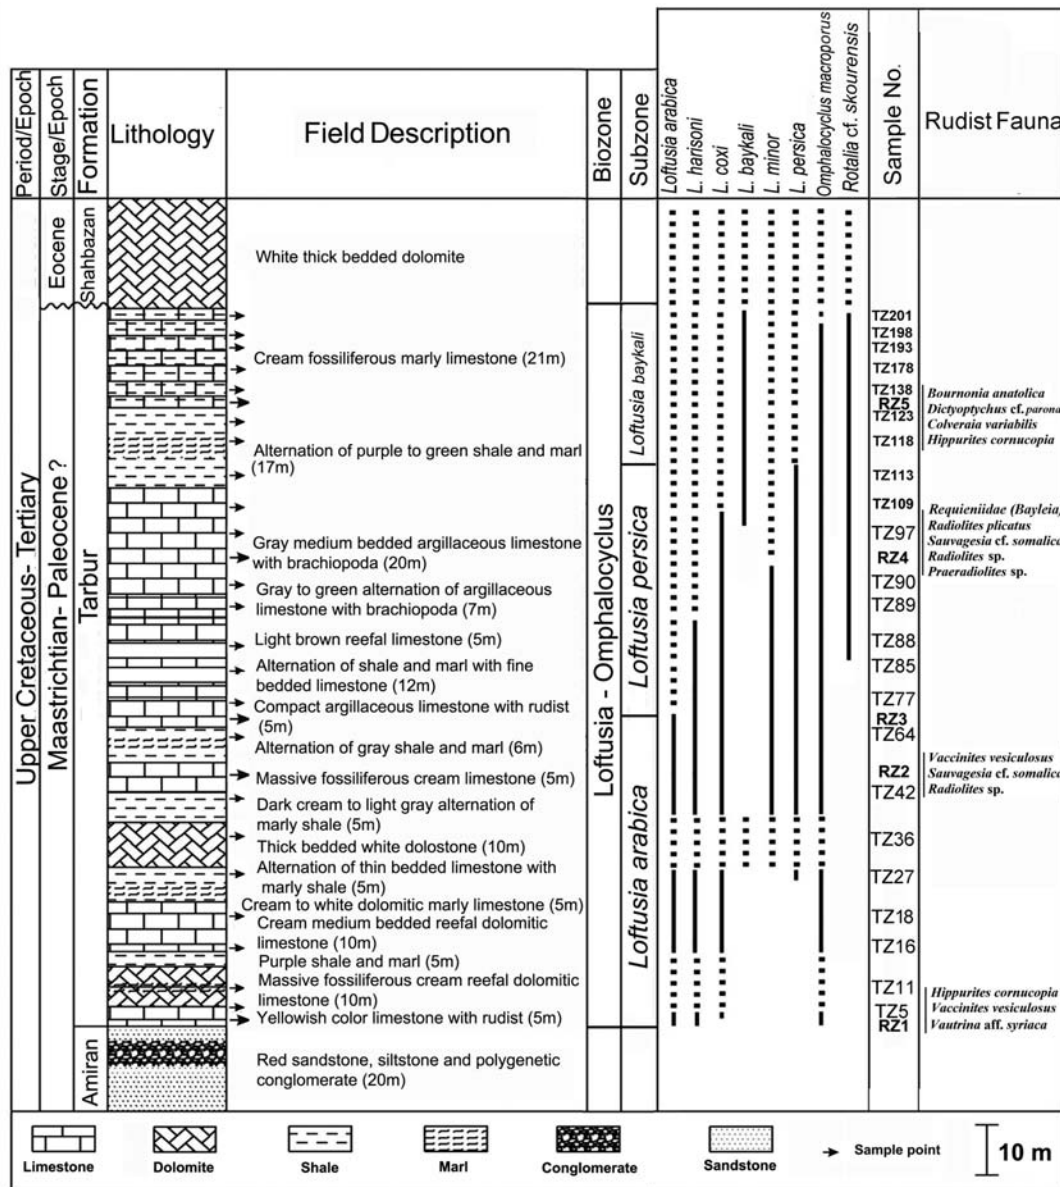 Period/Epoch
Stage/Epoch
Formation
Lithology
Field Description
Biozone
Subzone
Loftusia arabica
L. harisoni
L. coxi
L. baykali
L. minor
L. persica
Omphalocyclus macroporus
Rotalia cf. skourensis
Sample No.
Rudist Fauna
Upper Cretaceous- Tertiary
Eocene
Maastrichtian- Paleocene ?
Shahbazan
Tarbur
Amiran
White thick bedded dolomite
Cream fossiliferous marly limestone (21m)
Alternation of purple to green shale and marl
(17m)
Gray medium bedded argillaceous limestone
with brachiopoda (20m)
Gray to green alternation of argillaceous
limestone with brachiopoda (7m)
Light brown reefal limestone (5m)
Alternation of shale and marl with fine
bedded limestone (12m)
Compact argillaceous limestone with rudist
(5m)
Alternation of gray shale and marl (6m)
Massive fossiliferous cream limestone (5m)
Dark cream to light gray alternation of
marly shale (5m)
Thick bedded white dolostone (10m)
Alternation of thin bedded limestone with
marly shale (5m)
Cream to white dolomitic marly limestone (5m)
Cream medium bedded reefal dolomitic
limestone (10m)
Purple shale and marl (5m)
Massive fossiliferous cream reefal dolomitic
limestone (10m)
Yellowish color limestone with rudist (5m)
Red sandstone, siltstone and polygenetic
conglomerate (20m)
Loftusia - Omphalocyclus
Loftusia baykali
Loftusia persica
Loftusia arabica
TZ201
TZ198
TZ193
TZ178
TZ138
RZ5
TZ123
TZ118
TZ113
TZ109
TZ97
RZ4
TZ90
TZ89
TZ88
TZ85
TZ77
RZ3
TZ64
RZ2
TZ42
TZ36
TZ27
TZ18
TZ16
TZ11
TZ5
RZ1
Bournonia anatolica
Dictyoptychus cf. parona
Colveraia variabilis
Hippurites cornucopia
Requieniidae (Bayleia)
Radiolites plicatus
Sauvagesia cf. somalica
Radiolites sp.
Praeradiolites sp.
Vaccinites vesiculosus
Sauvagesia cf. somalica
Radiolites sp.
Hippurites cornucopia
Vaccinites vesiculosus
Vautrina aff. syriaca
Limestone
Dolomite
Shale
Marl
Conglomerate
Sandstone
Sample point
10 m